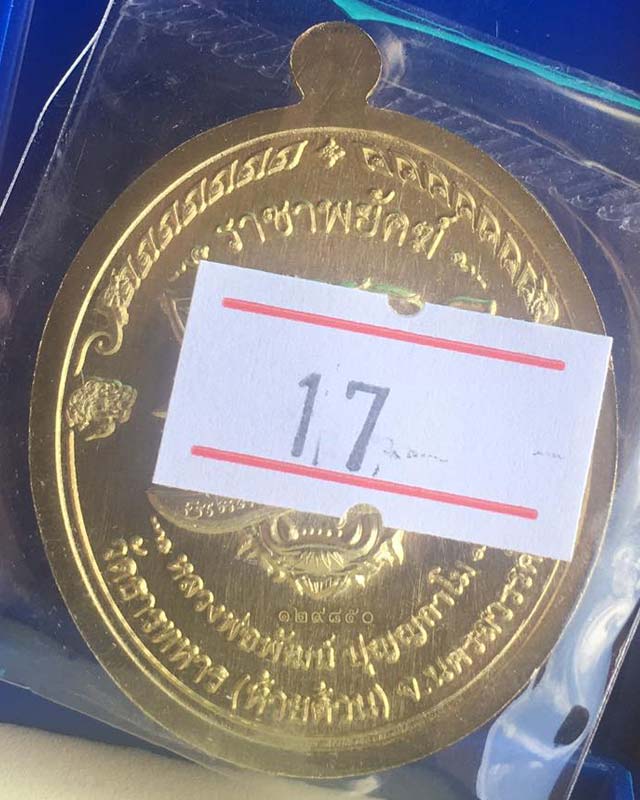 ราชาพยัคฆ์
17
๑๒๙๘๕๐
หลวงพ่อพัฒน์ ปุญญกาโม
วัดธารทหาร (ห้วยด้วน) จ.นครสวรรค์